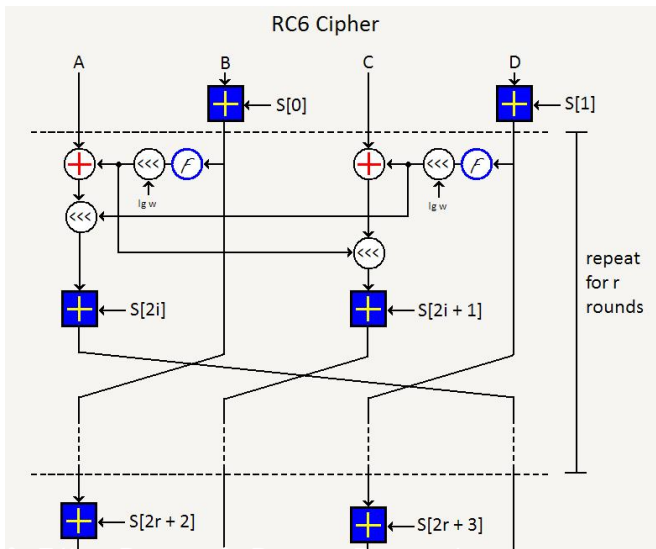 RC6 Cipher
A B C D
S[0] S[1]
<<< f <<< f
lg w lg w
<<<
<<<
repeat
for r
rounds
S[2i] S[2i + 1]
S[2r + 2] S[2r + 3]